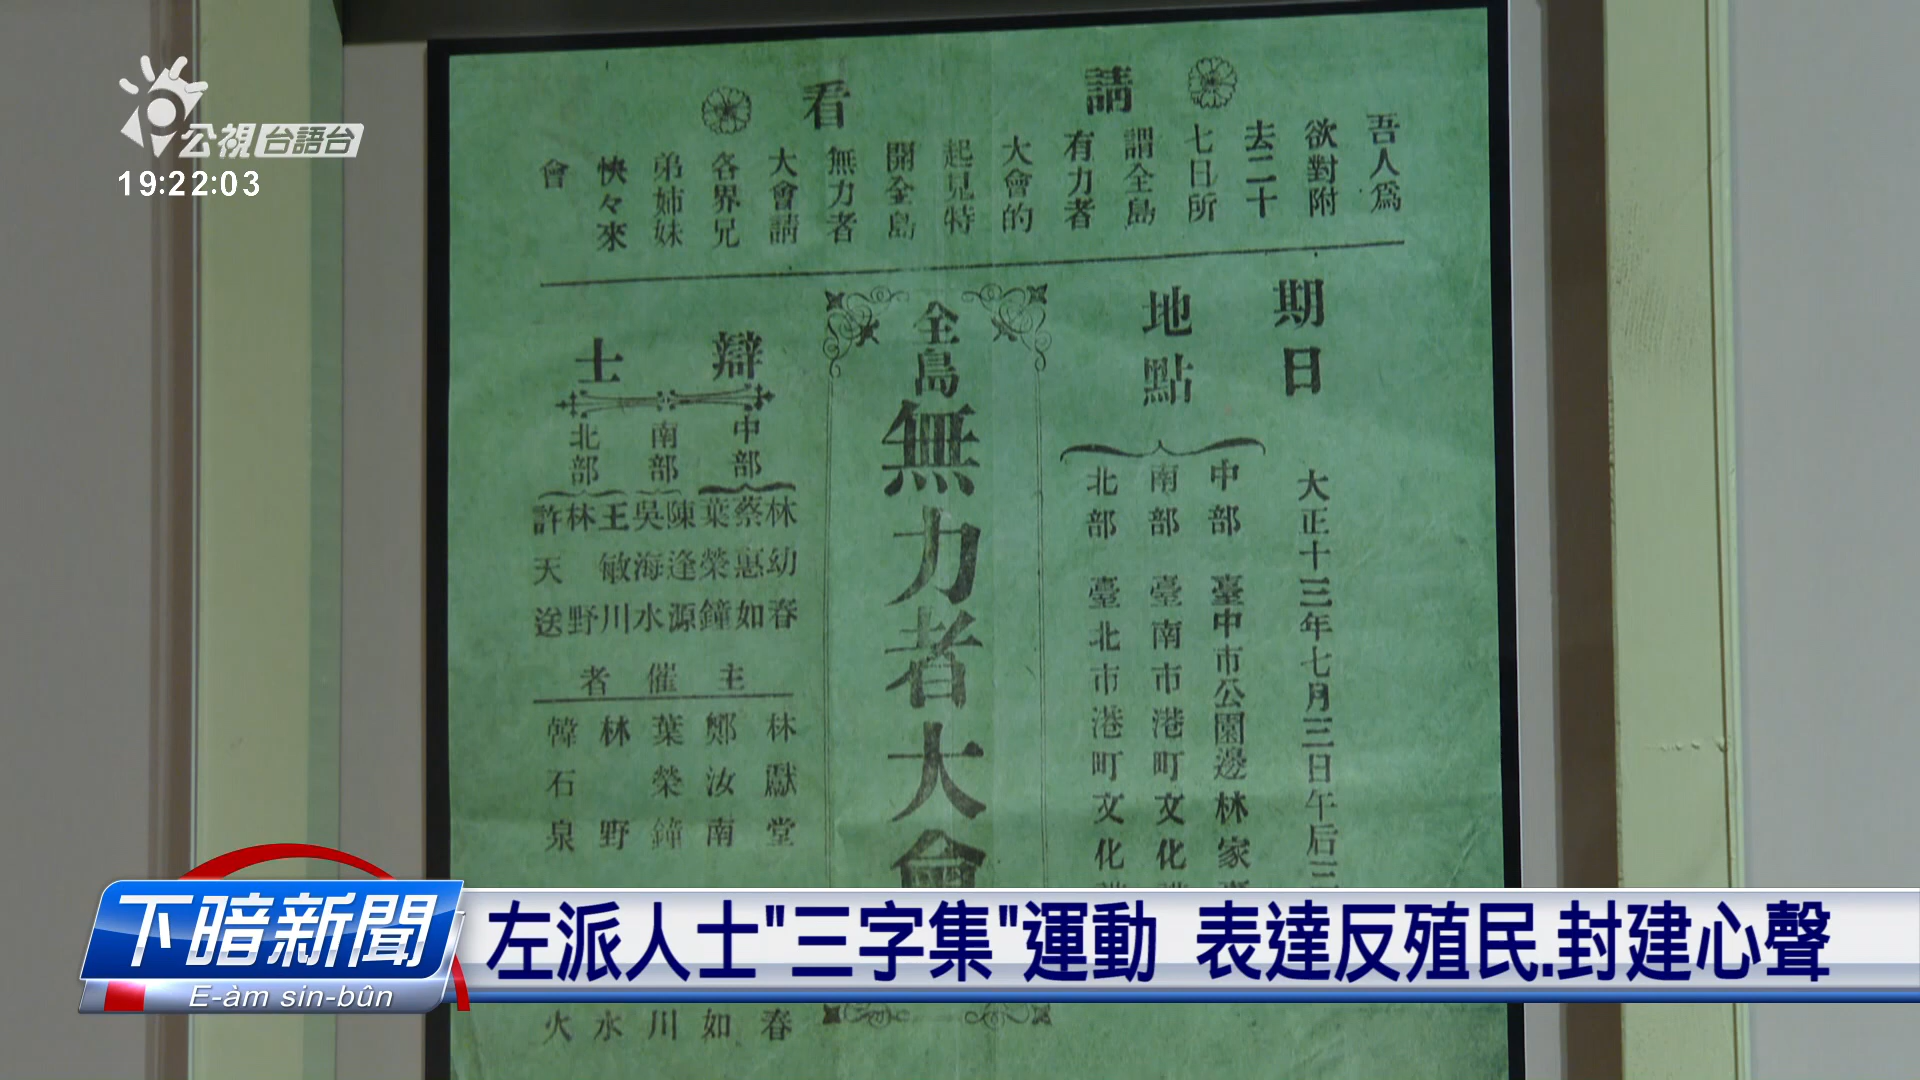 公視台語台
19:22:03
請看
吾人爲
欲對附
去二十
七日所
謂全島
有力者
大會的
起見特
開全島
無力者
大會請
各界兄
弟姉妹
快々來
會
期日
大正十三年七月三日午后三
地點
中部 臺中市公園邊林家
南部 臺南市港町文化
北部 臺北市港町文化
全島無力者大會
辯士
中部
林幼春
蔡惠如
葉榮鐘
南部
陳逢源
吳海水
北部
王敏川
林野
許天送
主催者
林獻堂
鄭汝南
葉榮鐘
林野
韓石泉
春
如
川
水
火
下暗新聞
E-àm sin-bûn
左派人士"三字集"運動 表達反殖民.封建心聲